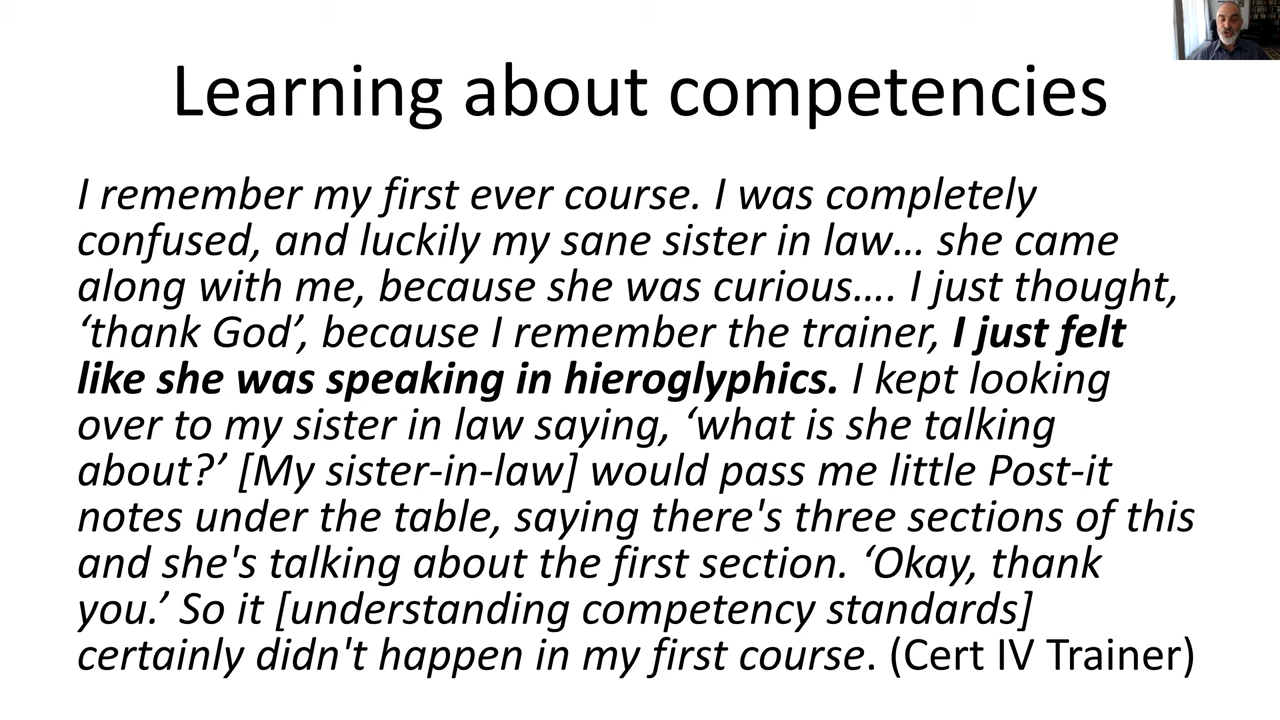 Learning about competencies
I remember my first ever course. I was completely
confused, and luckily my sane sister in law… she came
along with me, because she was curious…. I just thought,
‘thank God’, because I remember the trainer, I just felt
like she was speaking in hieroglyphics. I kept looking
over to my sister in law saying, ‘what is she talking
about?’ [My sister-in-law] would pass me little Post-it
notes under the table, saying there's three sections of this
and she's talking about the first section. ‘Okay, thank
you.’ So it [understanding competency standards]
certainly didn't happen in my first course. (Cert IV Trainer)